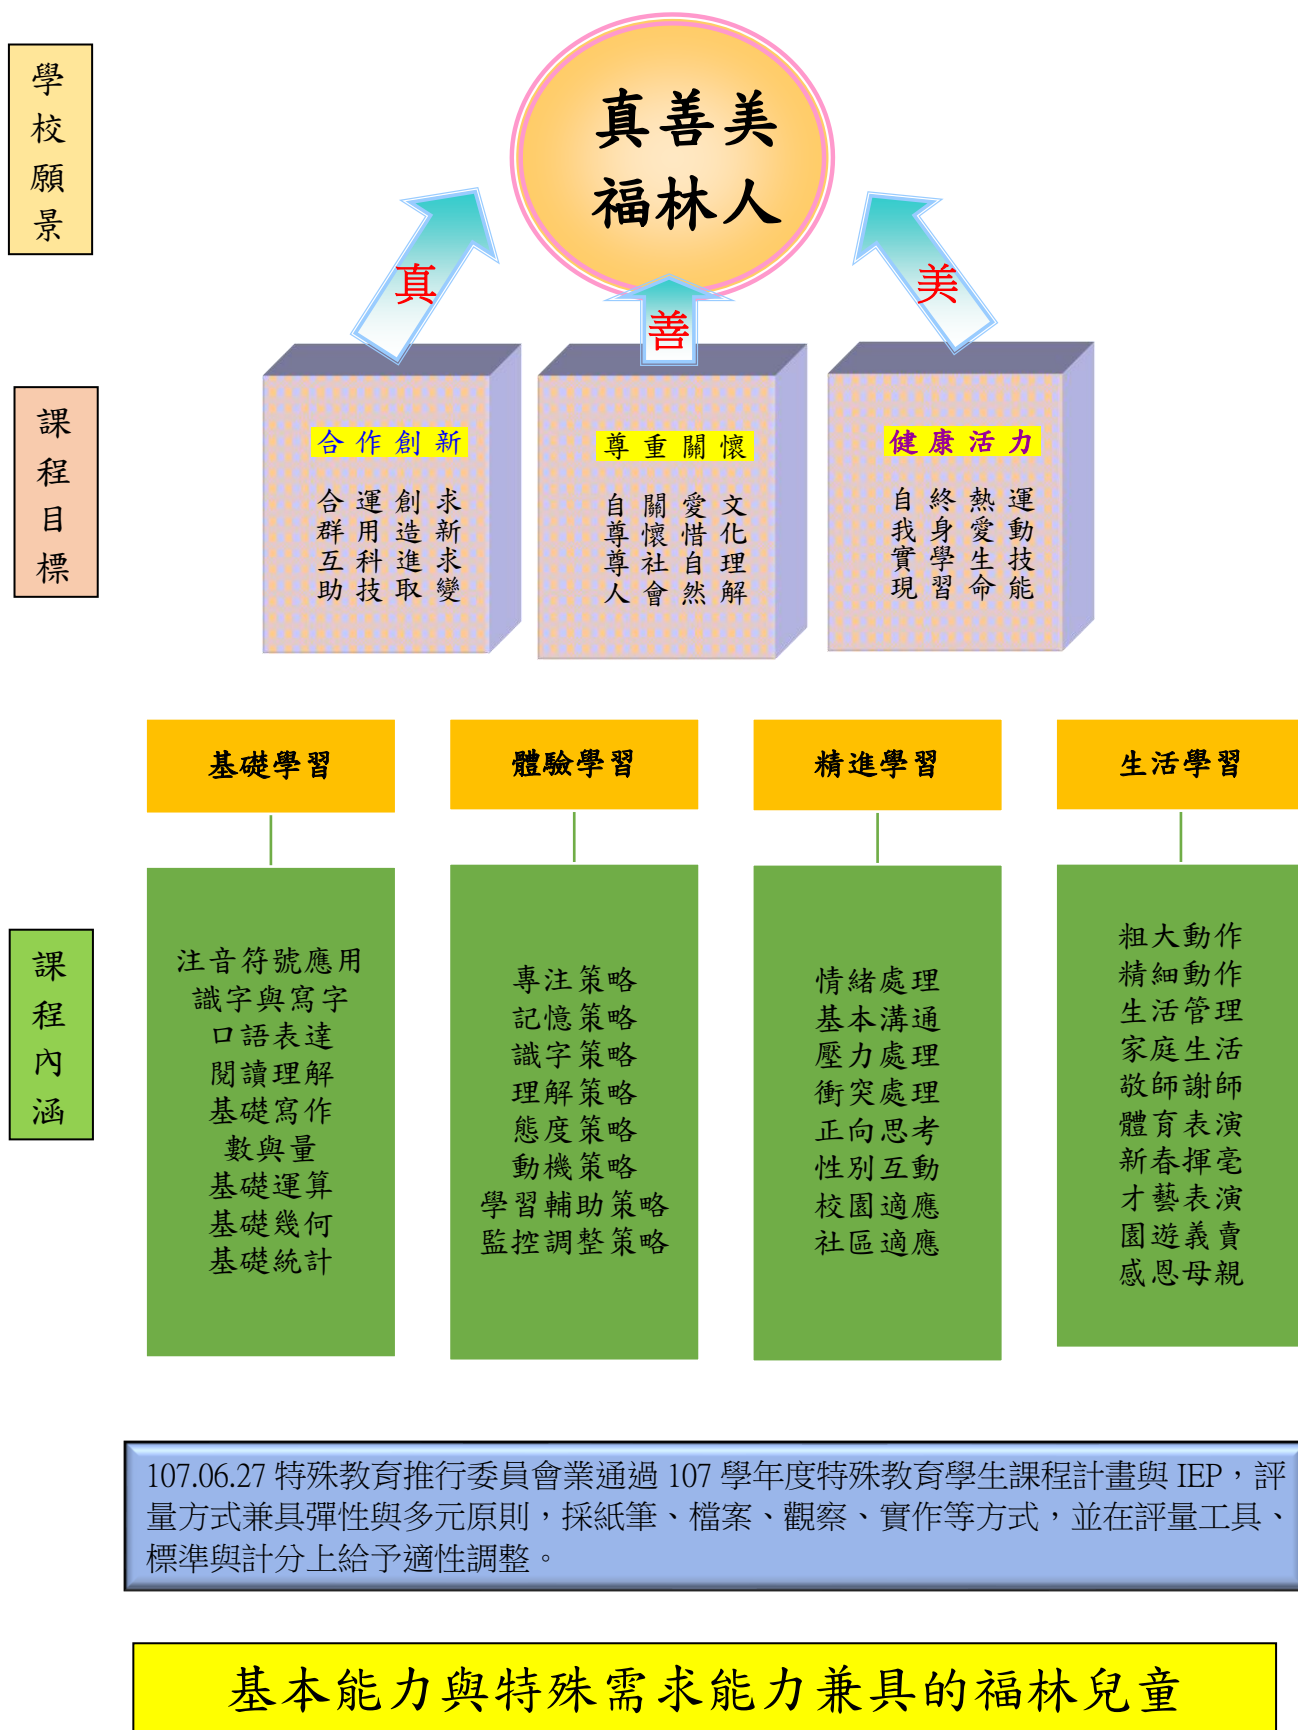 學校願景
真善美
福林人
真
善
美
課程目標
合作創新
合群互助
運用科技
創造進取
求新求變
尊重關懷
自尊尊人
關懷社會
愛惜自然
文化理解
健康活力
自我實現
終身學習
熱愛生命
運動技能
課程內涵
基礎學習
注音符號應用
識字與寫字
口語表達
閱讀理解
基礎寫作
數與量
基礎運算
基礎幾何
基礎統計
體驗學習
專注策略
記憶策略
識字策略
理解策略
態度策略
動機策略
學習輔助策略
監控調整策略
精進學習
情緒處理
基本溝通
壓力處理
衝突處理
正向思考
性別互動
校園適應
社區適應
生活學習
粗大動作
精細動作
生活管理
家庭生活
敬師謝師
體育表演
新春揮毫
才藝表演
園遊義賣
感恩母親
107.06.27 特殊教育推行委員會業通過 107 學年度特殊教育學生課程計畫與 IEP，評
量方式兼具彈性與多元原則，採紙筆、檔案、觀察、實作等方式，並在評量工具、
標準與計分上給予適性調整。
基本能力與特殊需求能力兼具的福林兒童